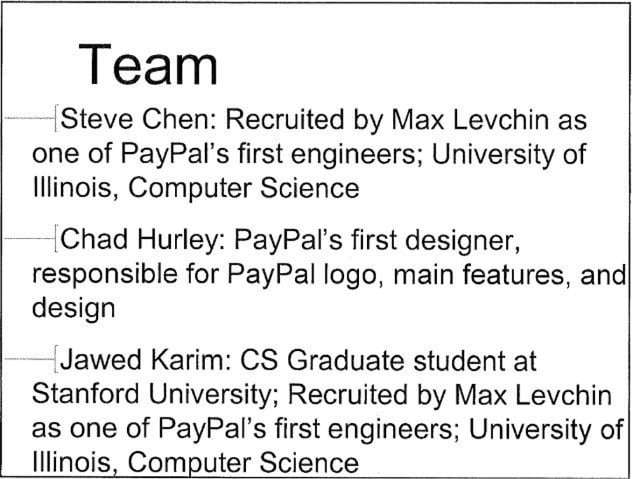 Team
Steve Chen: Recruited by Max Levchin as
one of PayPal's first engineers; University of
Illinois, Computer Science
Chad Hurley: PayPal's first designer,
responsible for PayPal logo, main features, and
design
Jawed Karim: CS Graduate student at
Stanford University; Recruited by Max Levchin
as one of PayPal's first engineers; University of
Illinois, Computer Science